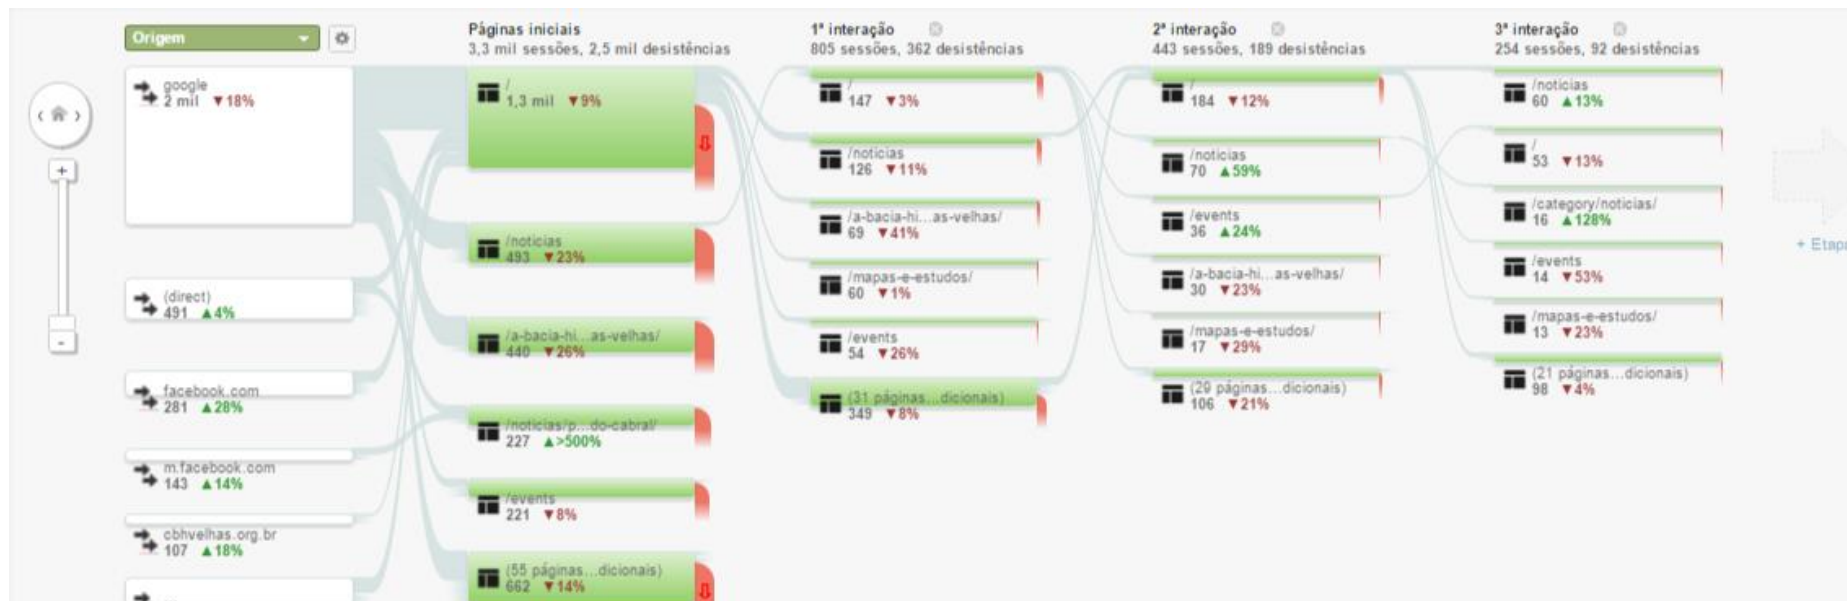 Origem
google
2 mil ▼18%
(direct)
491 ▲4%
facebook.com
281 ▲28%
m.facebook.com
143 ▲14%
cbhvelhas.org.br
107 ▲18%
Páginas iniciais
3,3 mil sessões, 2,5 mil desistências
/
1,3 mil ▼9%
/noticias
493 ▼23%
/a-bacia-hi...as-velhas/
440 ▼26%
/noticias/p...do-cabral/
227 ▲>500%
/events
221 ▼8%
(55 páginas...dicionais)
662 ▼14%
1ª interação
805 sessões, 362 desistências
/
147 ▼3%
/noticias
126 ▼11%
/a-bacia-hi...as-velhas/
69 ▼41%
/mapas-e-estudos/
60 ▼1%
/events
54 ▼26%
(31 páginas...dicionais)
349 ▼8%
2ª interação
443 sessões, 189 desistências
/
184 ▼12%
/noticias
70 ▲59%
/events
36 ▲24%
/a-bacia-hi...as-velhas/
30 ▼23%
/mapas-e-estudos/
17 ▼29%
(29 páginas...dicionais)
106 ▼21%
3ª interação
254 sessões, 92 desistências
/noticias
60 ▲13%
/
53 ▼13%
/category/noticias/
16 ▲128%
/events
14 ▼53%
/mapas-e-estudos/
13 ▼23%
(21 páginas...dicionais)
98 ▼4%
+ Etapa